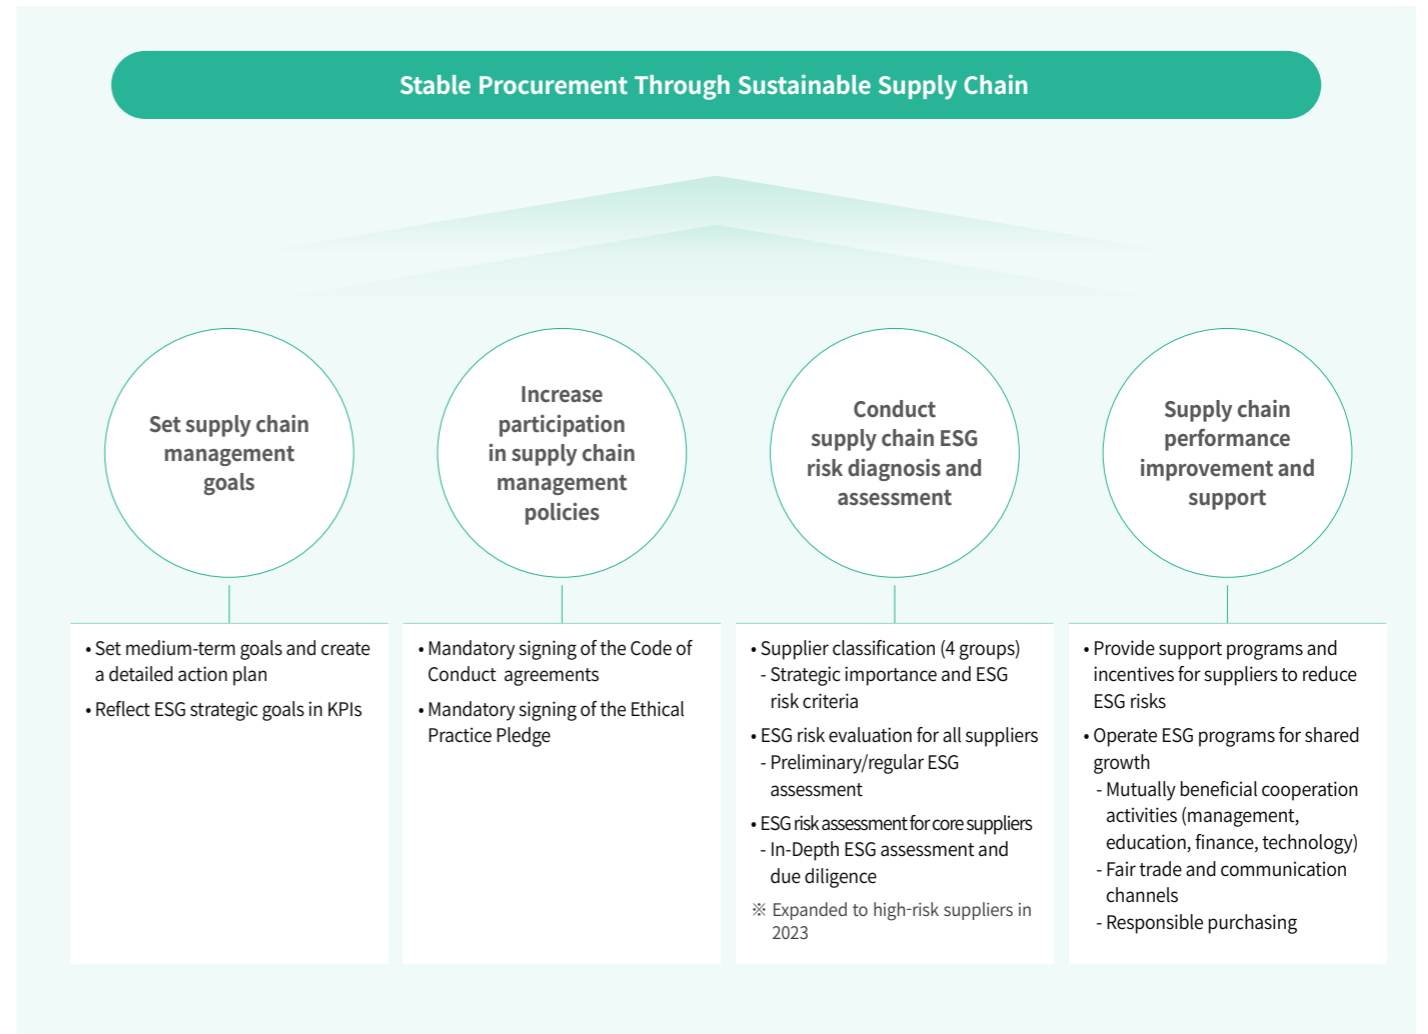 Stable Procurement Through Sustainable Supply Chain
Set supply chain
management
goals
Increase
participation
in supply chain
management
policies
Conduct
supply chain ESG
risk diagnosis and
assessment
Supply chain
performance
improvement and
support
• Set medium-term goals and create
a detailed action plan
• Reflect ESG strategic goals in KPIs
• Mandatory signing of the Code of
Conduct agreements
• Mandatory signing of the Ethical
Practice Pledge
• Supplier classification (4 groups)
- Strategic importance and ESG
risk criteria
• ESG risk evaluation for all suppliers
- Preliminary/regular ESG
assessment
• ESG risk assessment for core suppliers
- In-Depth ESG assessment and
due diligence
※ Expanded to high-risk suppliers in
2023
• Provide support programs and
incentives for suppliers to reduce
ESG risks
• Operate ESG programs for shared
growth
- Mutually beneficial cooperation
activities (management,
education, finance, technology)
- Fair trade and communication
channels
- Responsible purchasing